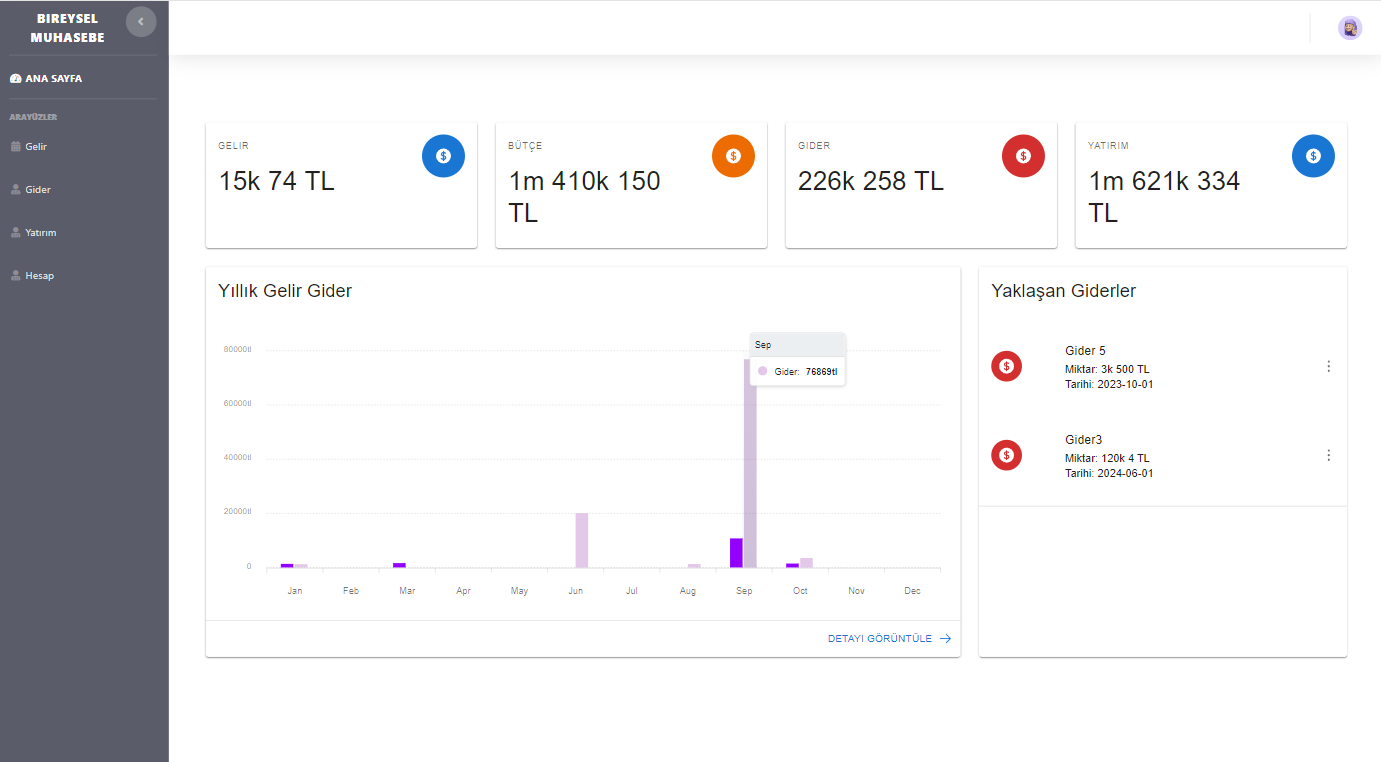 BIREYSEL
MUHASEBE
ANA SAYFA
ARAYÜZLER
Gelir
Gider
Yatırım
Hesap
GELIR
15k 74 TL
BÜTÇE
1m 410k 150
TL
GIDER
226k 258 TL
YATIRIM
1m 621k 334
TL
Yıllık Gelir Gider
80000tl
60000tl
40000tl
20000tl
0
Sep
Gider: 76869tl
Jan Feb Mar Apr May Jun Jul Aug Sep Oct Nov Dec
DETAYI GÖRÜNTÜLE
Yaklaşan Giderler
Gider 5
Miktar: 3k 500 TL
Tarihi: 2023-10-01
Gider3
Miktar: 120k 4 TL
Tarihi: 2024-06-01